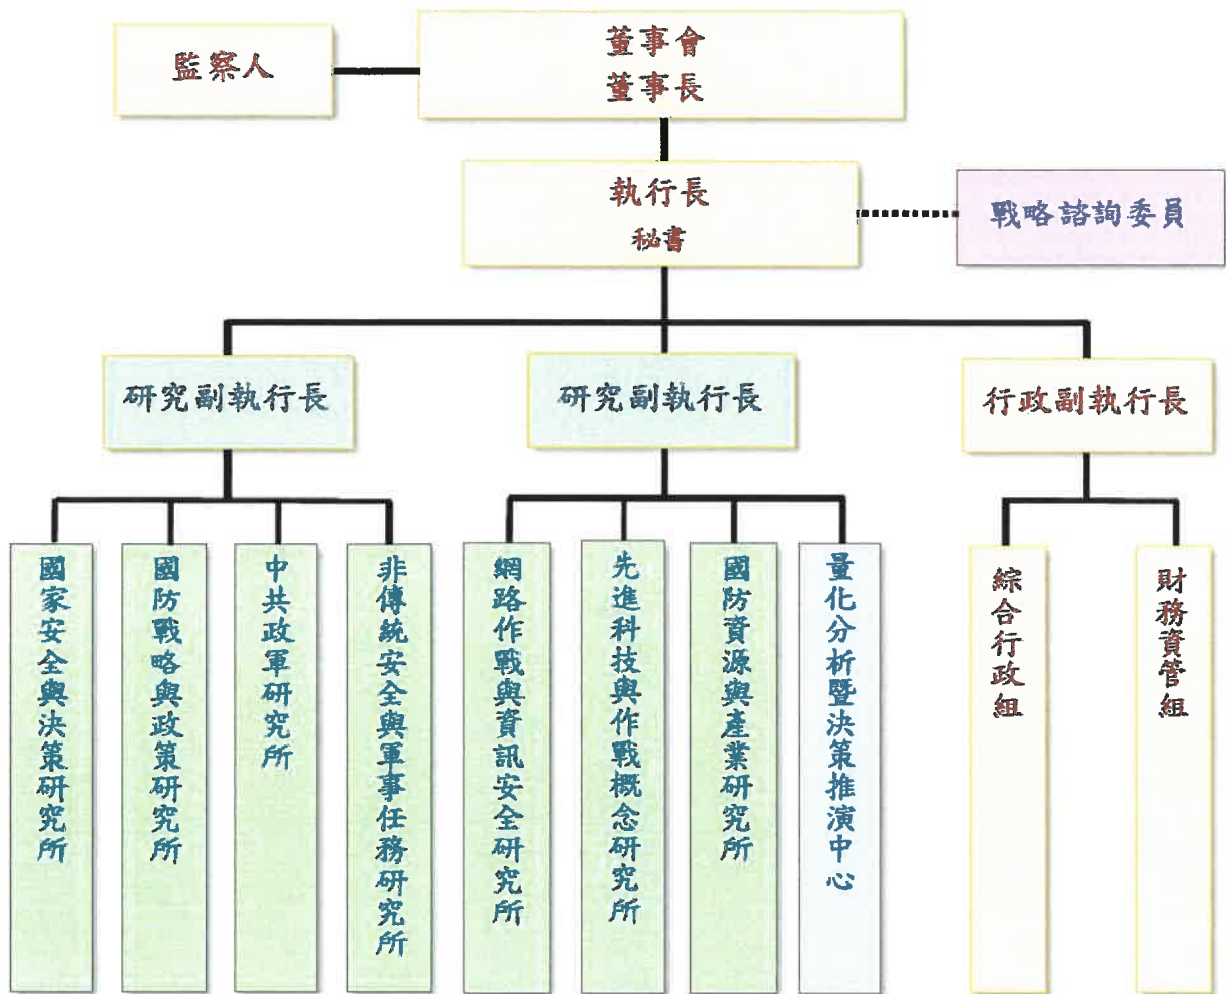 監察人
董事會
董事長
執行長
秘書
戰略諮詢委員
研究副執行長
研究副執行長
行政副執行長
國家安全與決策研究所
國防戰略與政策研究所
中共政軍研究所
非傳統安全與軍事任務研究所
網路作戰與資訊安全研究所
先進科技與作戰概念研究所
國防資源與產業研究所
量化分析暨決策推演中心
綜合行政組
財務資管組